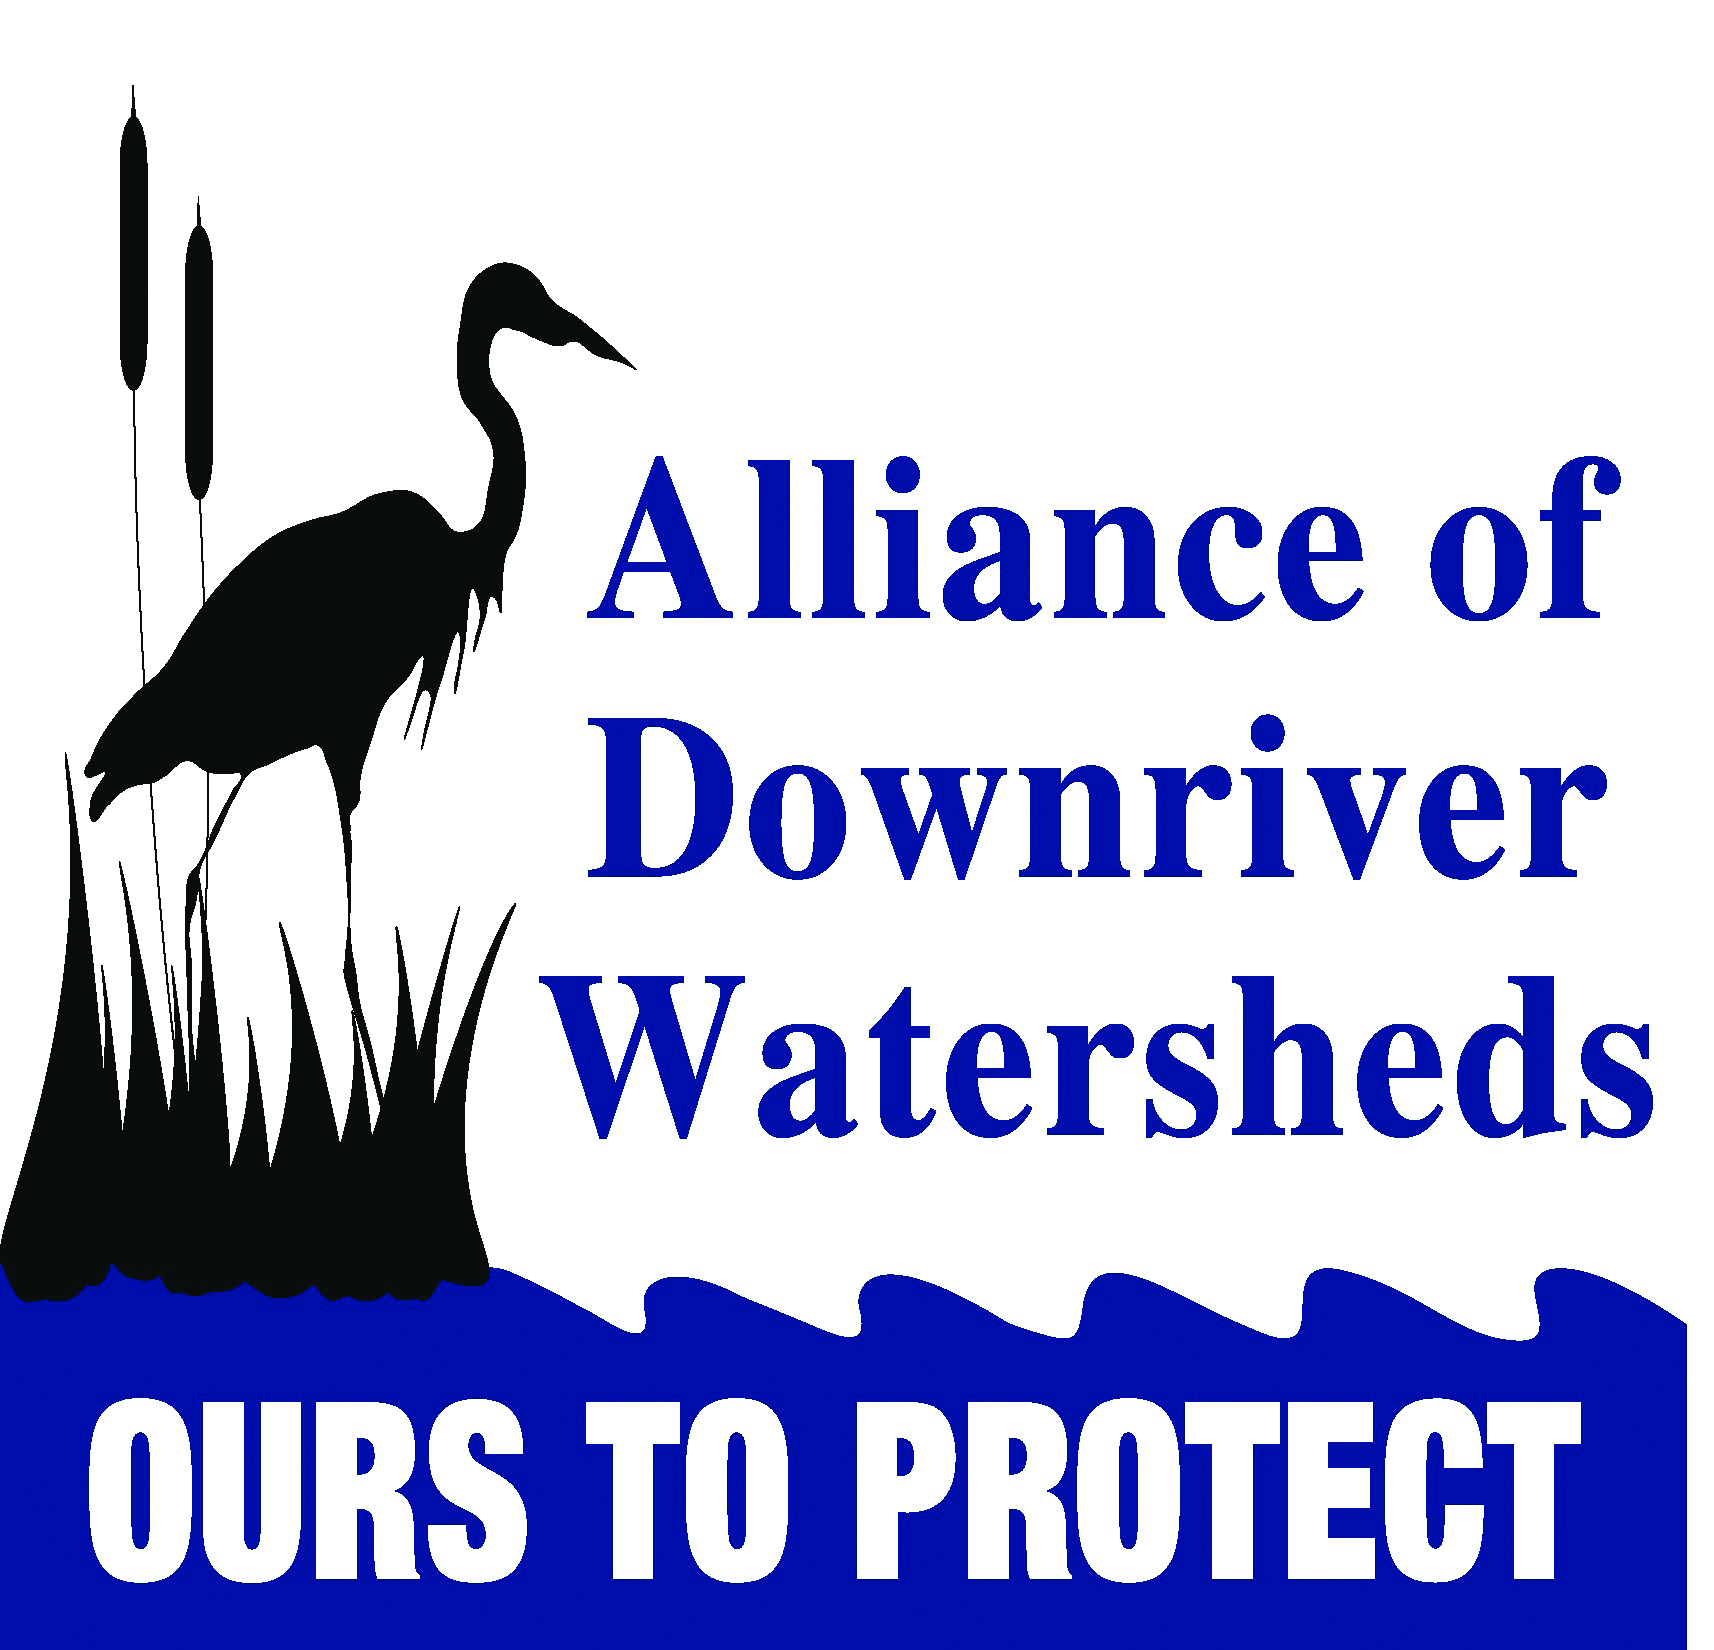 Alliance of
Downriver
Watersheds
OURS TO PROTECT